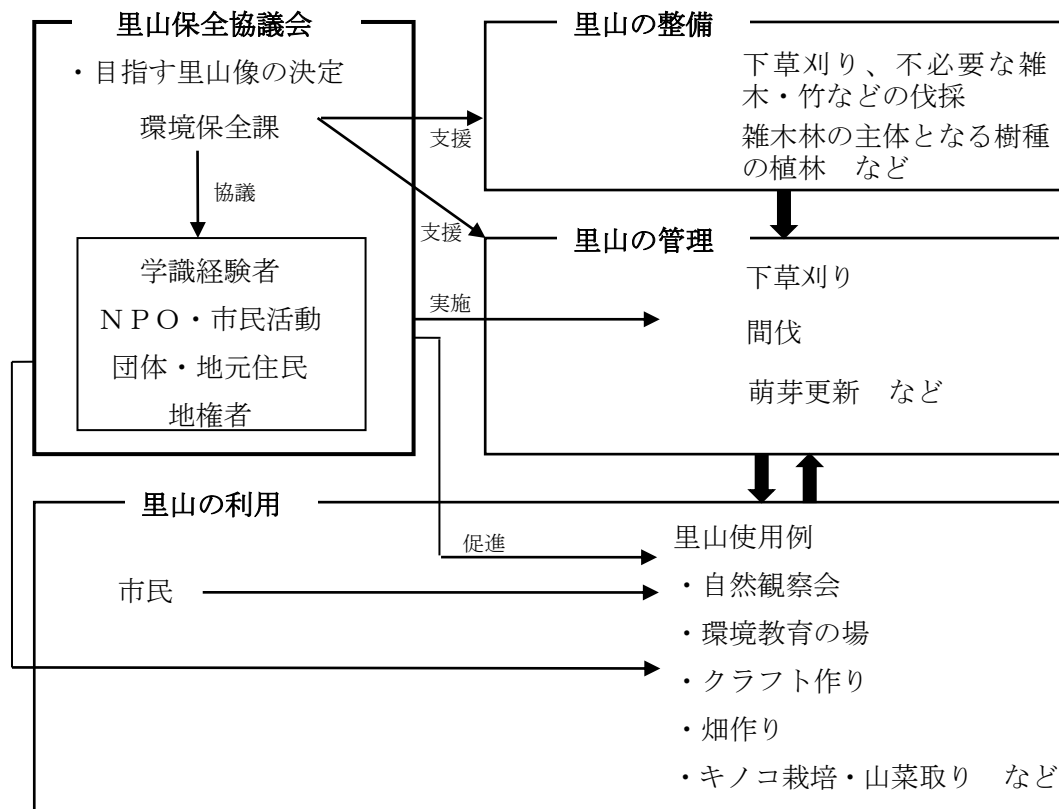 里山保全協議会
・目指す里山像の決定
環境保全課
協議
学識経験者
ＮＰＯ・市民活動
団体・地元住民
地権者
支援
支援
実施
促進
里山の整備
下草刈り、不必要な雑
木・竹などの伐採
雑木林の主体となる樹種
の植林　など
里山の管理
下草刈り
間伐
萌芽更新　など
里山の利用
市民
里山使用例
・自然観察会
・環境教育の場
・クラフト作り
・畑作り
・キノコ栽培・山菜取り　など